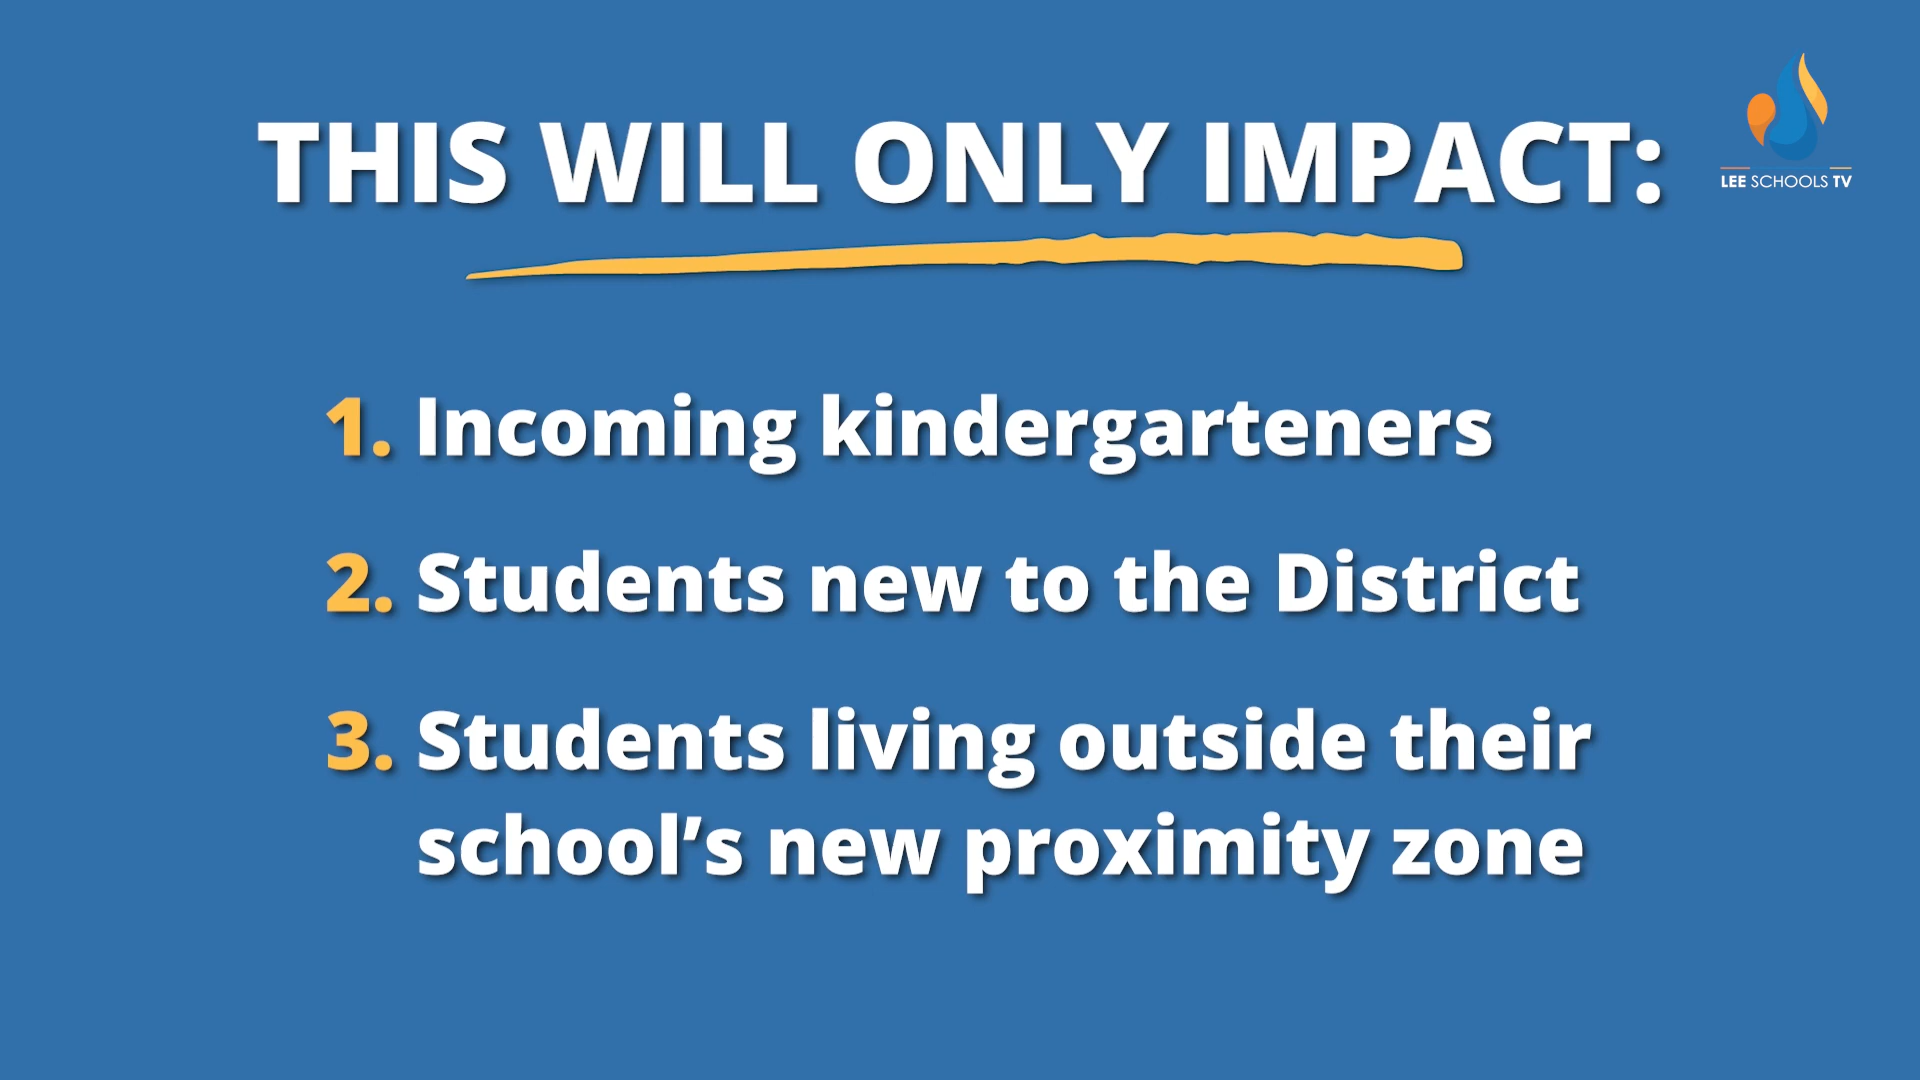 THIS WILL ONLY IMPACT:
LEE SCHOOLS TV
1. Incoming kindergarteners
2. Students new to the District
3. Students living outside their
school’s new proximity zone